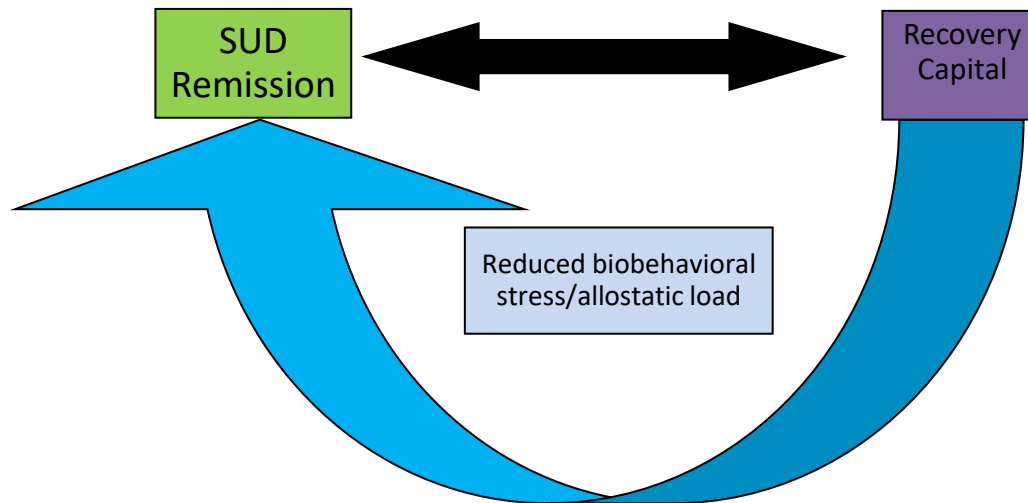 SUD
Remission
Recovery
Capital
Reduced biobehavioral
stress/allostatic load